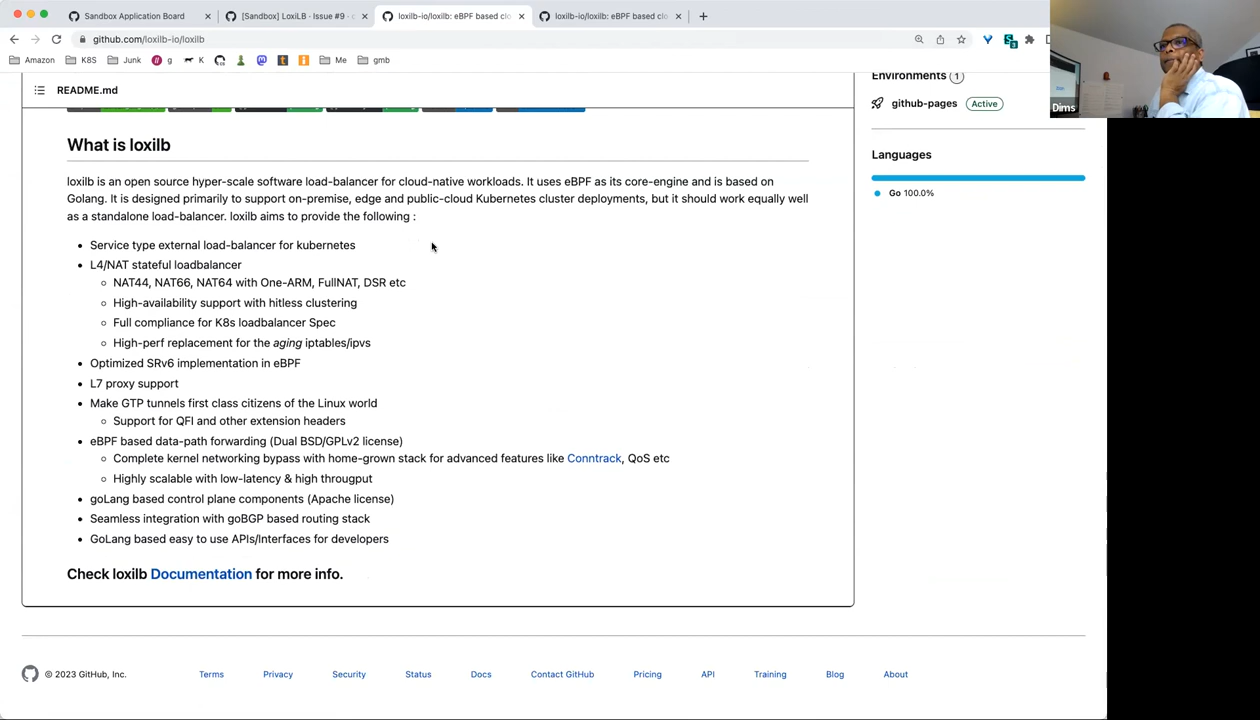 Sandbox Application Board
[Sandbox] LoxiLB · Issue #9 · c
loxilb-io/loxilb: eBPF based clo
loxilb-io/loxilb: eBPF based clo
github.com/loxilb-io/loxilb
Amazon
K8S
Junk
g
K
Me
gmb
README.md
What is loxilb
loxilb is an open source hyper-scale software load-balancer for cloud-native workloads. It uses eBPF as its core-engine and is based on
Golang. It is designed primarily to support on-premise, edge and public-cloud Kubernetes cluster deployments, but it should work equally well
as a standalone load-balancer. loxilb aims to provide the following :
Service type external load-balancer for kubernetes
L4/NAT stateful loadbalancer
NAT44, NAT66, NAT64 with One-ARM, FullNAT, DSR etc
High-availability support with hitless clustering
Full compliance for K8s loadbalancer Spec
High-perf replacement for the aging iptables/ipvs
Optimized SRv6 implementation in eBPF
L7 proxy support
Make GTP tunnels first class citizens of the Linux world
Support for QFI and other extension headers
eBPF based data-path forwarding (Dual BSD/GPLv2 license)
Complete kernel networking bypass with home-grown stack for advanced features like Conntrack, QoS etc
Highly scalable with low-latency & high througput
goLang based control plane components (Apache license)
Seamless integration with goBGP based routing stack
GoLang based easy to use APIs/Interfaces for developers
Check loxilb Documentation for more info.
Environments 1
github-pages Active
Languages
Go 100.0%
Dims
© 2023 GitHub, Inc.
Terms
Privacy
Security
Status
Docs
Contact GitHub
Pricing
API
Training
Blog
About